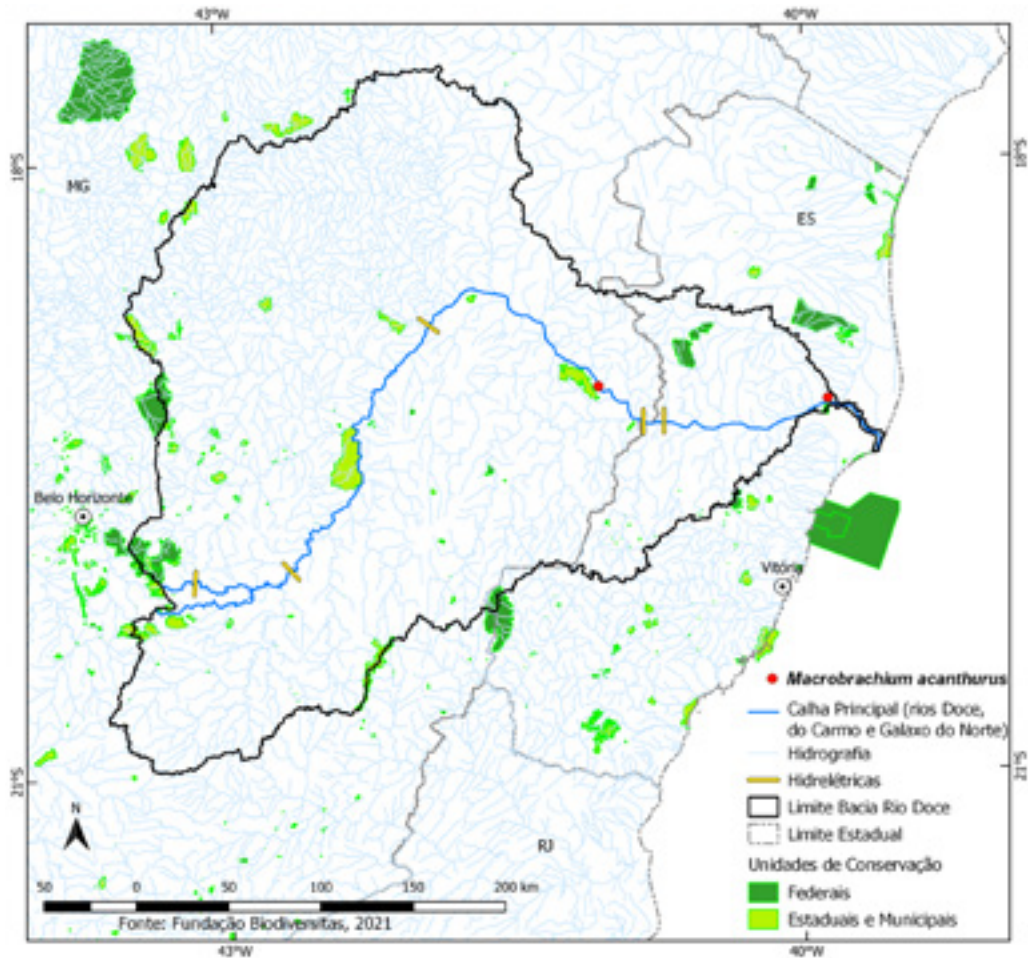 43°W
40°W
18°S
18°S
MG
ES
Belo Horizonte
Vitória
Macrobrachium acanthurus
Calha Principal (rios Doce,
do Carmo e Galaxo do Norte)
Hidrografia
21°S
21°S
Hidrelétricas
N
Limite Bacia Rio Doce
Limite Estadual
RJ
Unidades de Conservação
50 0 50 100 150 200 km
Federais
Fonte: Fundação Biodiversitas, 2021
Estaduais e Municipais
43°W
40°W